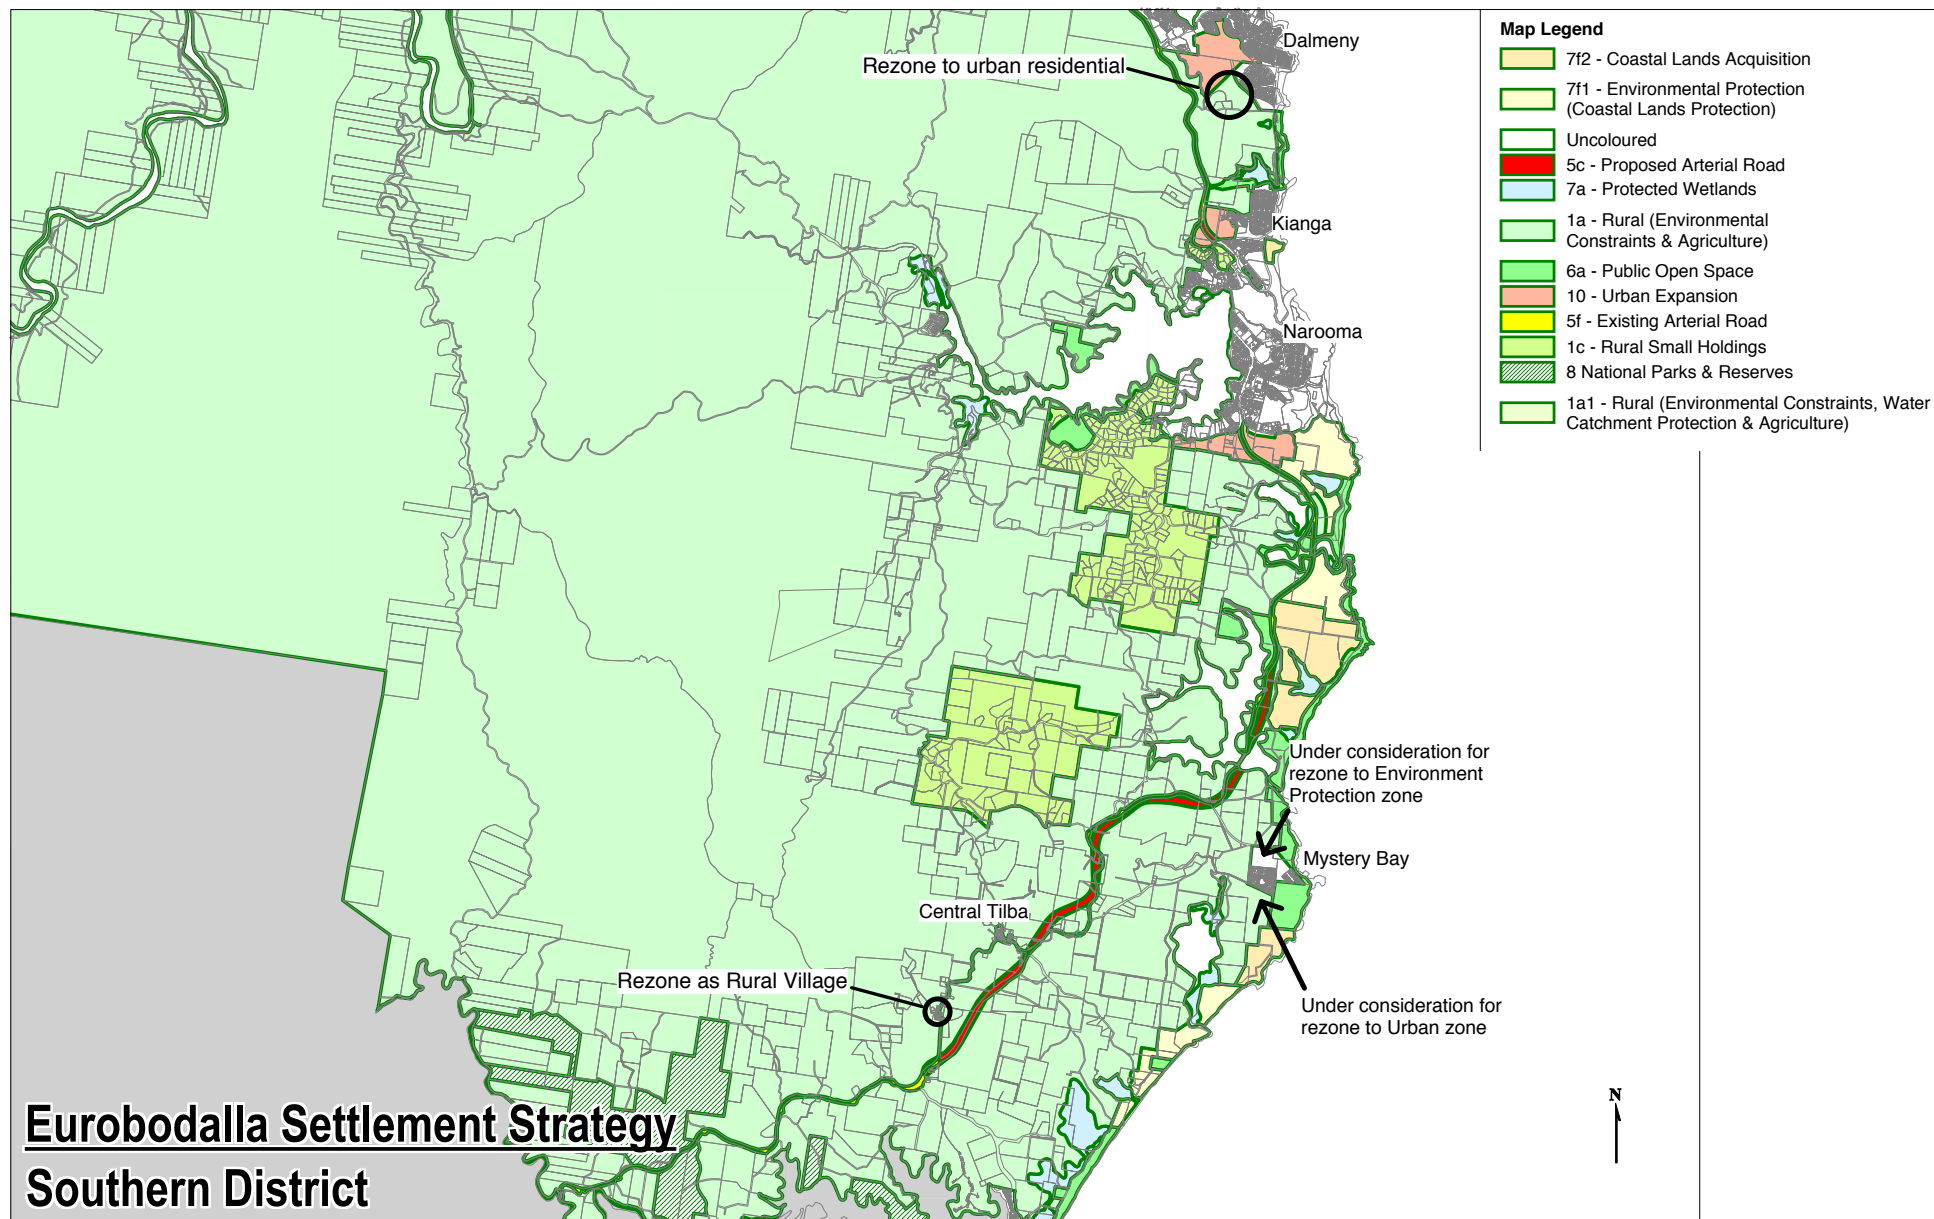 Map Legend
7f2 - Coastal Lands Acquisition
7f1 - Environmental Protection
(Coastal Lands Protection)
Uncoloured
5c - Proposed Arterial Road
7a - Protected Wetlands
1a - Rural (Environmental
Constraints & Agriculture)
6a - Public Open Space
10 - Urban Expansion
5f - Existing Arterial Road
1c - Rural Small Holdings
8 National Parks & Reserves
1a1 - Rural (Environmental Constraints, Water
Catchment Protection & Agriculture)
Dalmeny
Rezone to urban residential
Kianga
Narooma
Under consideration for
rezone to Environment
Protection zone
Mystery Bay
Central Tilba
Rezone as Rural Village
Under consideration for
rezone to Urban zone
N
Eurobodalla Settlement Strategy
Southern District